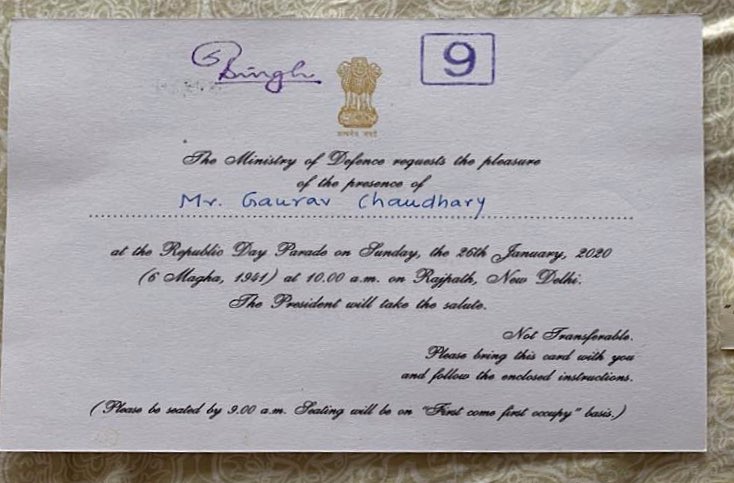 Singh
9
सत्यमेव जयते
The Ministry of Defence requests the pleasure
of the presence of
Mr. Gaurav Chaudhary
at the Republic Day Parade on Sunday, the 26th January, 2020
(6 Magha, 1941) at 10.00 a.m. on Rajpath, New Delhi.
The President will take the salute.
Not Transferable.
Please bring this card with you
and follow the enclosed instructions.
(Please be seated by 9.00 a.m. Seating will be on "First come first occupy" basis.)